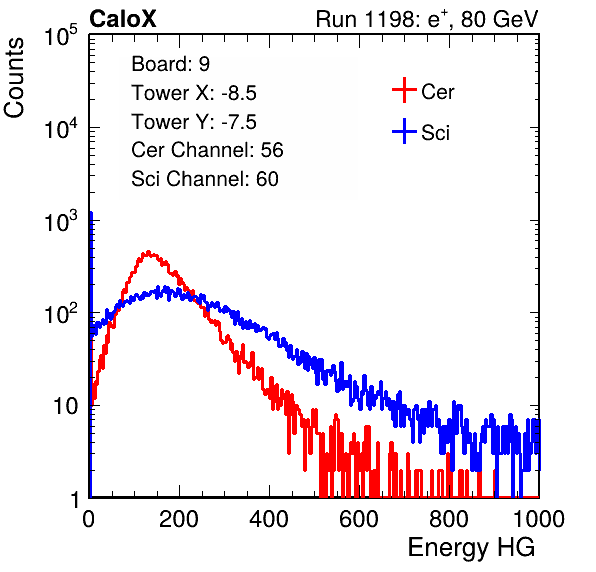 CaloX Run 1198: e⁺, 80 GeV
Counts
Board: 9
Tower X: -8.5
Tower Y: -7.5
Cer Channel: 56
Sci Channel: 60
Cer
Sci
10⁵
10⁴
10³
10²
10
1
0 200 400 600 800 1000
Energy HG